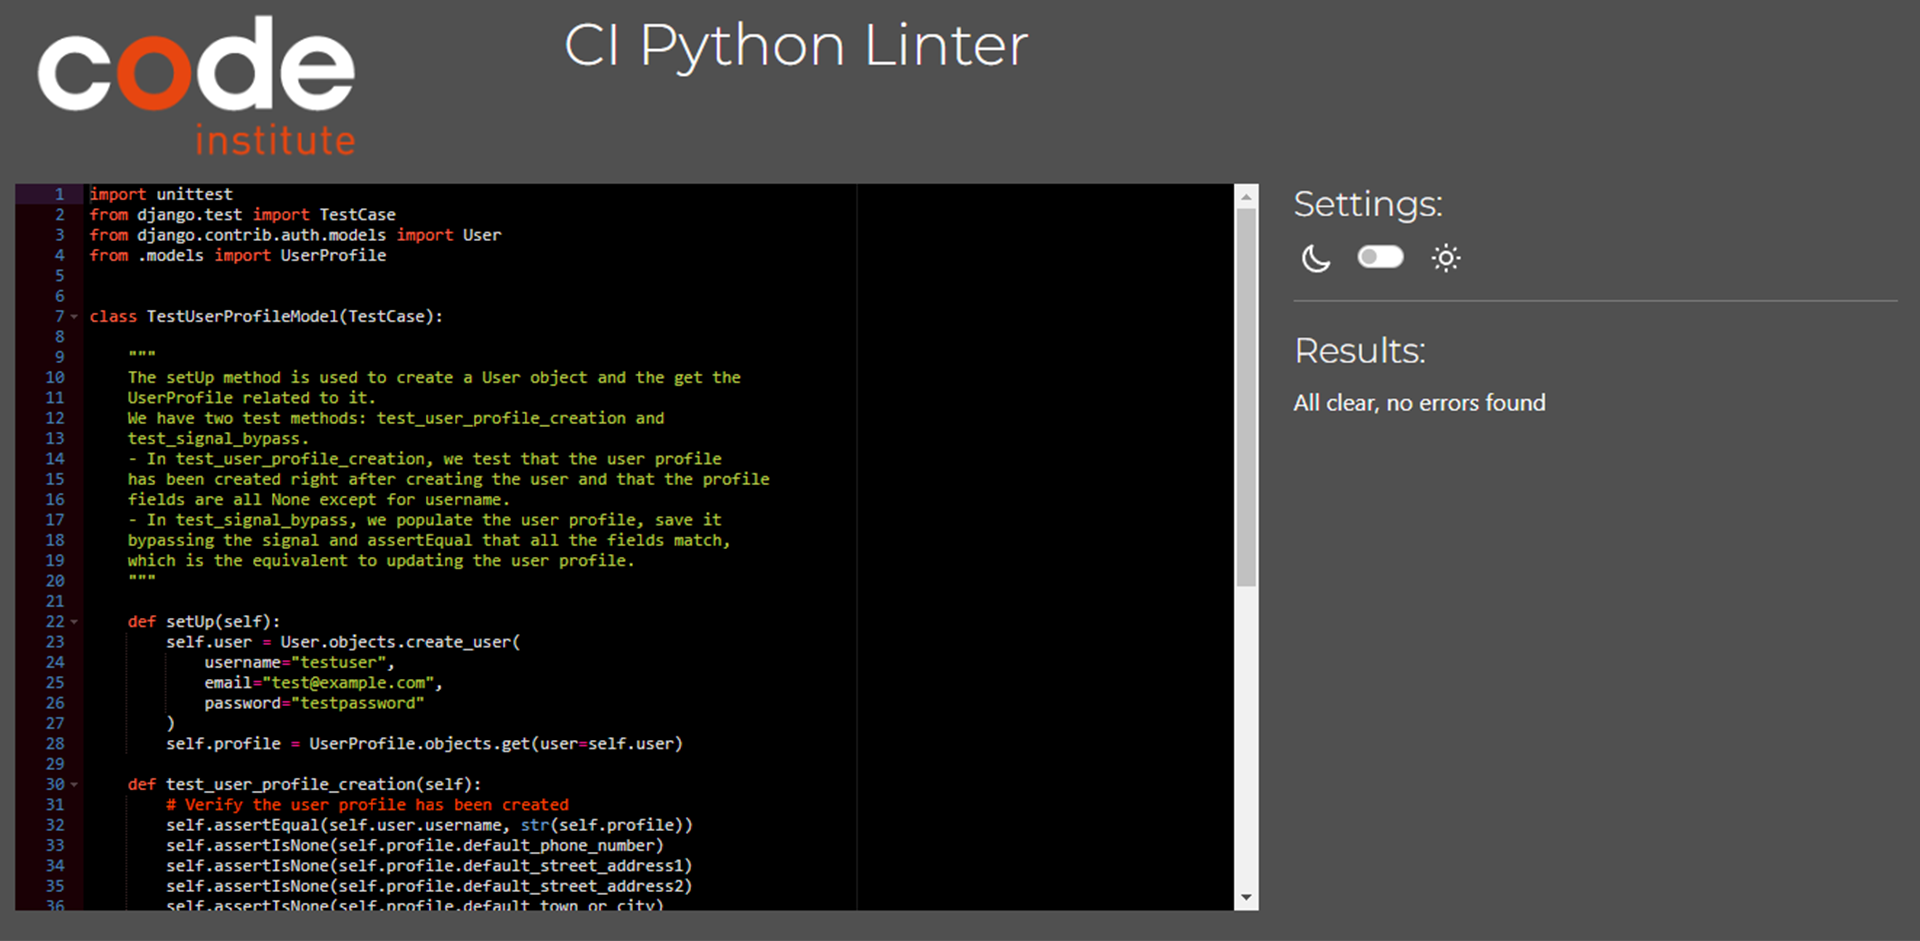 code
institute
CI Python Linter
1 import unittest
2 from django.test import TestCase
3 from django.contrib.auth.models import User
4 from .models import UserProfile
5
6
7 class TestUserProfileModel(TestCase):
8
9 """
10 The setUp method is used to create a User object and the get the
11 UserProfile related to it.
12 We have two test methods: test_user_profile_creation and
13 test_signal_bypass.
14 - In test_user_profile_creation, we test that the user profile
15 has been created right after creating the user and that the profile
16 fields are all None except for username.
17 - In test_signal_bypass, we populate the user profile, save it
18 bypassing the signal and assertEqual that all the fields match,
19 which is the equivalent to updating the user profile.
20 """
21
22 def setUp(self):
23 self.user = User.objects.create_user(
24 username="testuser",
25 email="test@example.com",
26 password="testpassword"
27 )
28 self.profile = UserProfile.objects.get(user=self.user)
29
30 def test_user_profile_creation(self):
31 # Verify the user profile has been created
32 self.assertEqual(self.user.username, str(self.profile))
33 self.assertIsNone(self.profile.default_phone_number)
34 self.assertIsNone(self.profile.default_street_address1)
35 self.assertIsNone(self.profile.default_street_address2)
36 self.assertIsNone(self.profile.default_town_or_city)
Settings:
Results:
All clear, no errors found